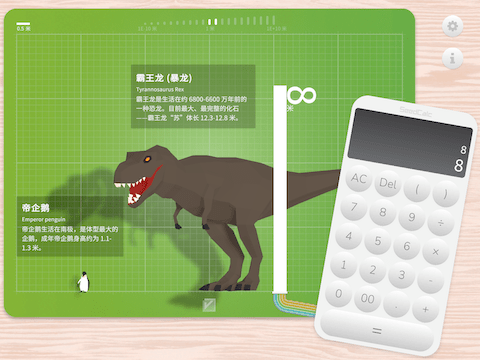 0.5 米
1 米
霸王龙 (暴龙)
Tyrannosaurus Rex
霸王龙是生活在约 6800-6600 万年前的
一种恐龙。目前最大、最完整的化石
——霸王龙“苏”体长 12.3-12.8 米。
8
米
帝企鹅
Emperor penguin
帝企鹅生活在南极，是体型最大的
企鹅，成年帝企鹅身高约为 1.1-
1.3 米。
8
8
AC Del ( )
7 8 9 ÷
4 5 6 ×
1 2 3 −
0 00 . +
=